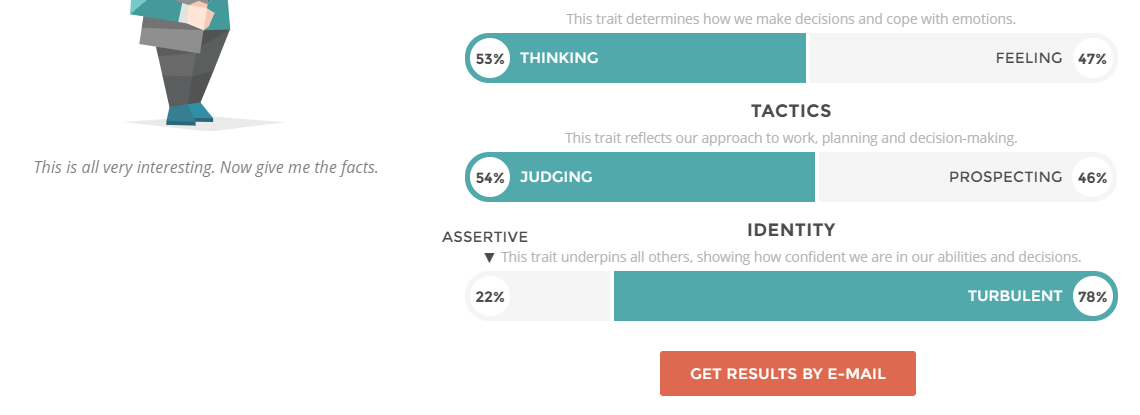 This trait determines how we make decisions and cope with emotions.
53% THINKING FEELING 47%
TACTICS
This trait reflects our approach to work, planning and decision-making.
This is all very interesting. Now give me the facts.
54% JUDGING PROSPECTING 46%
IDENTITY
ASSERTIVE
▼ This trait underpins all others, showing how confident we are in our abilities and decisions.
22% TURBULENT 78%
GET RESULTS BY E-MAIL